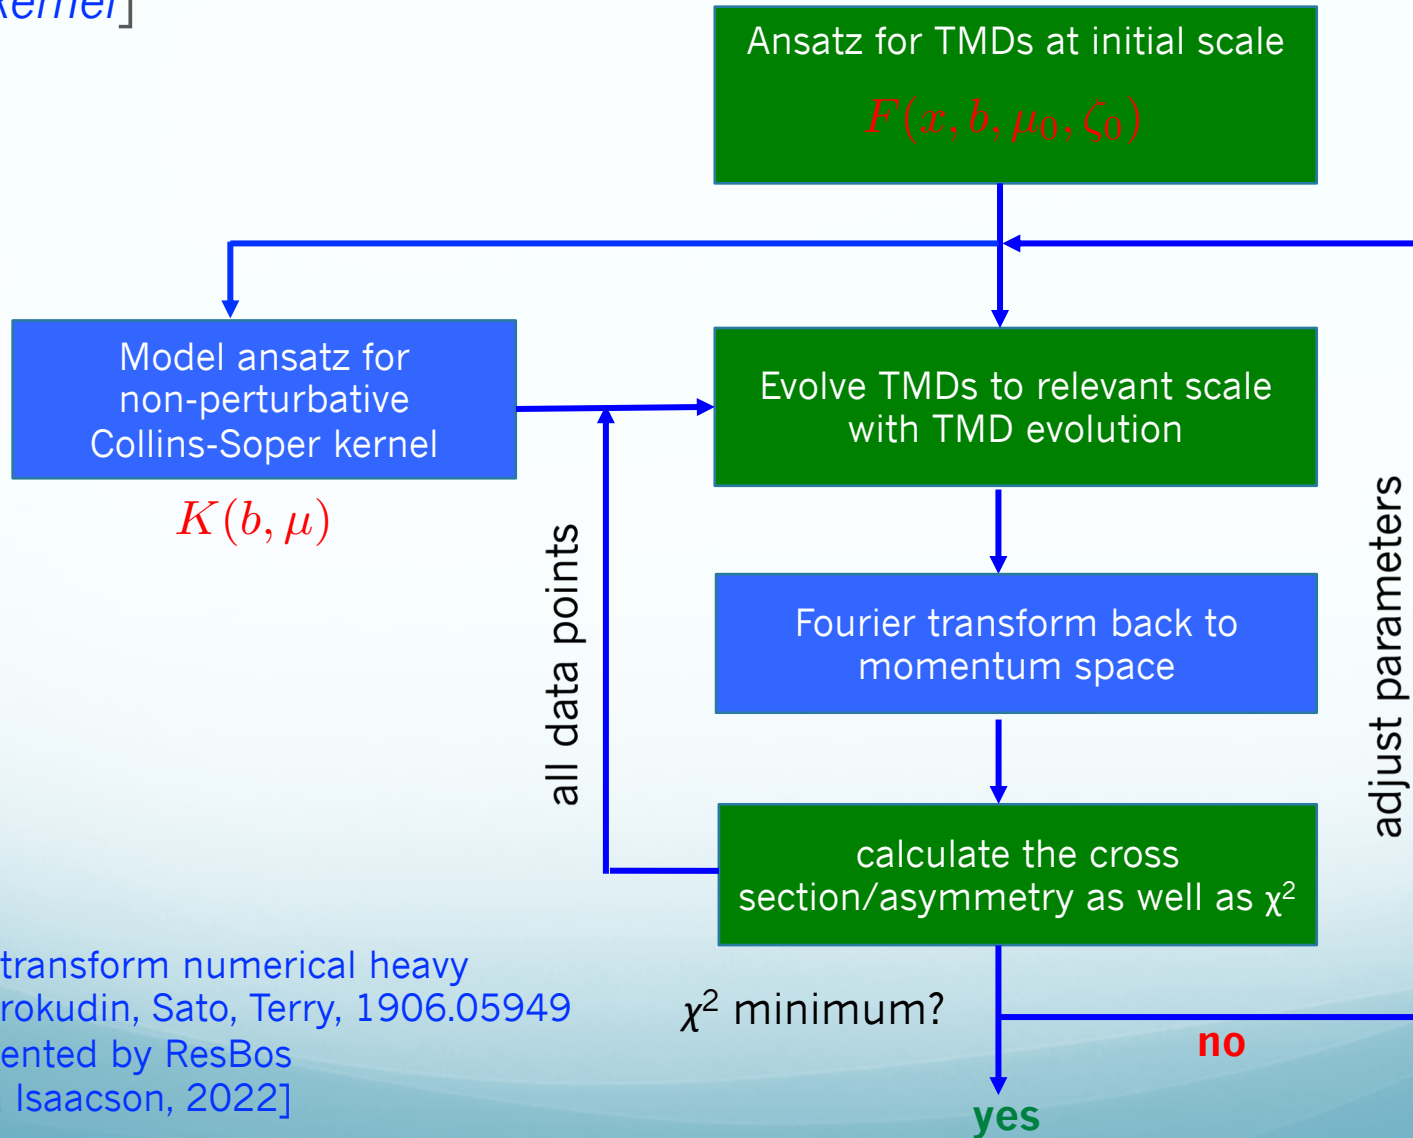 kernel]
Ansatz for TMDs at initial scale
F(x, b, μ₀, ζ₀)
Model ansatz for
non-perturbative
Collins-Soper kernel
K(b, μ)
Evolve TMDs to relevant scale
with TMD evolution
all data points
adjust parameters
Fourier transform back to
momentum space
calculate the cross
section/asymmetry as well as χ²
transform numerical heavy
rokudin, Sato, Terry, 1906.05949
ented by ResBos
Isaacson, 2022]
χ² minimum?
no
yes